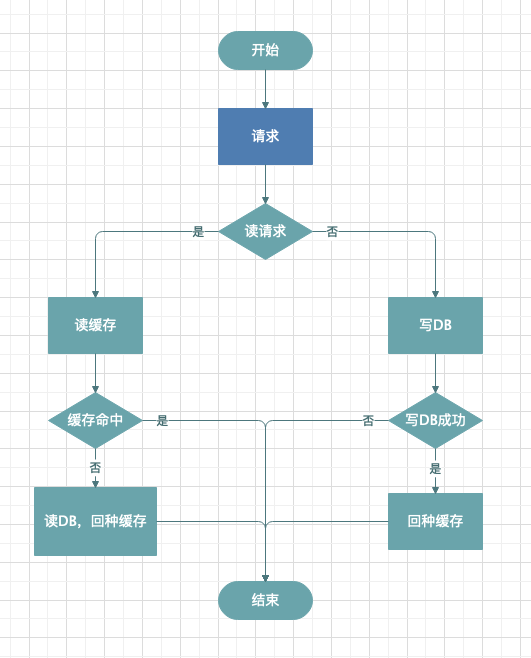 开始
请求
读请求
是
否
读缓存
写DB
缓存命中
是
否
写DB成功
否
是
读DB，回种缓存
回种缓存
结束